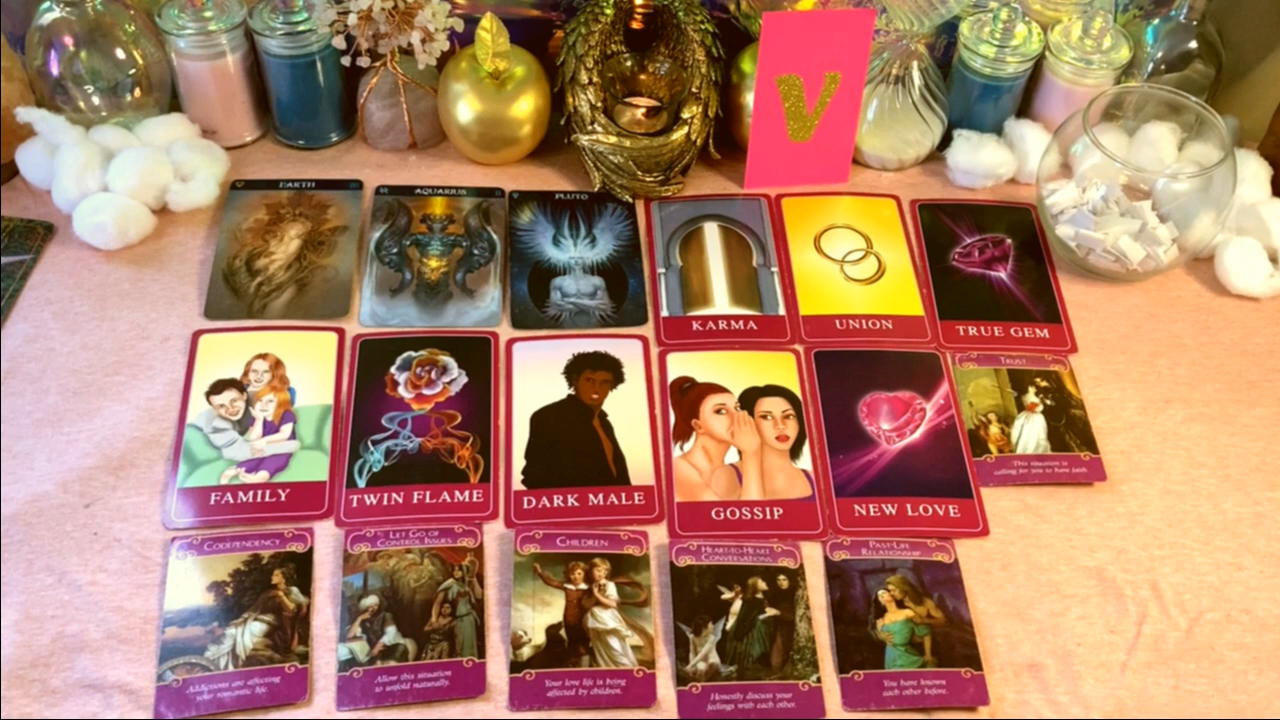 V
EARTH
AQUARIUS
PLUTO
KARMA
UNION
TRUE GEM
FAMILY
TWIN FLAME
DARK MALE
GOSSIP
NEW LOVE
TRUST
This situation is
calling for you to have faith.
CODEPENDENCY
Addictions are affecting
your romantic life.
LET GO OF
CONTROL ISSUES
Allow this situation
to unfold naturally.
CHILDREN
Your love life is being
affected by children.
HEART-TO-HEART
CONVERSATIONS
Honestly discuss your
feelings with each other.
PAST-LIFE
RELATIONSHIP
You have known
each other before.